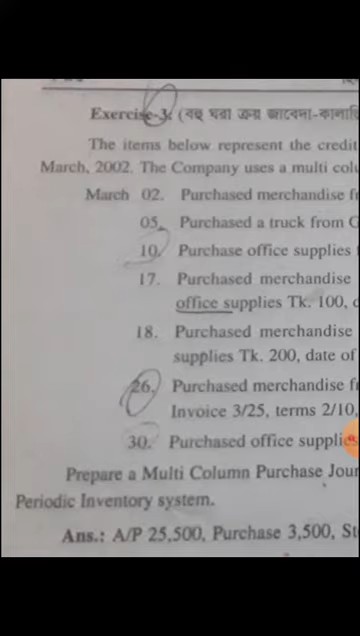 Exercise-3: (বহু ঘরা ক্রয় জাবেদা-কালান্তি
The items below represent the credit
March, 2002. The Company uses a multi colu
March 02. Purchased merchandise fr
05. Purchased a truck from C
10. Purchase office supplies f
17. Purchased merchandise
office supplies Tk. 100, d
18. Purchased merchandise
supplies Tk. 200, date of
26. Purchased merchandise fr
Invoice 3/25, terms 2/10,
30. Purchased office supplies
Prepare a Multi Column Purchase Jour
Periodic Inventory system.
Ans.: A/P 25,500, Purchase 3,500, St